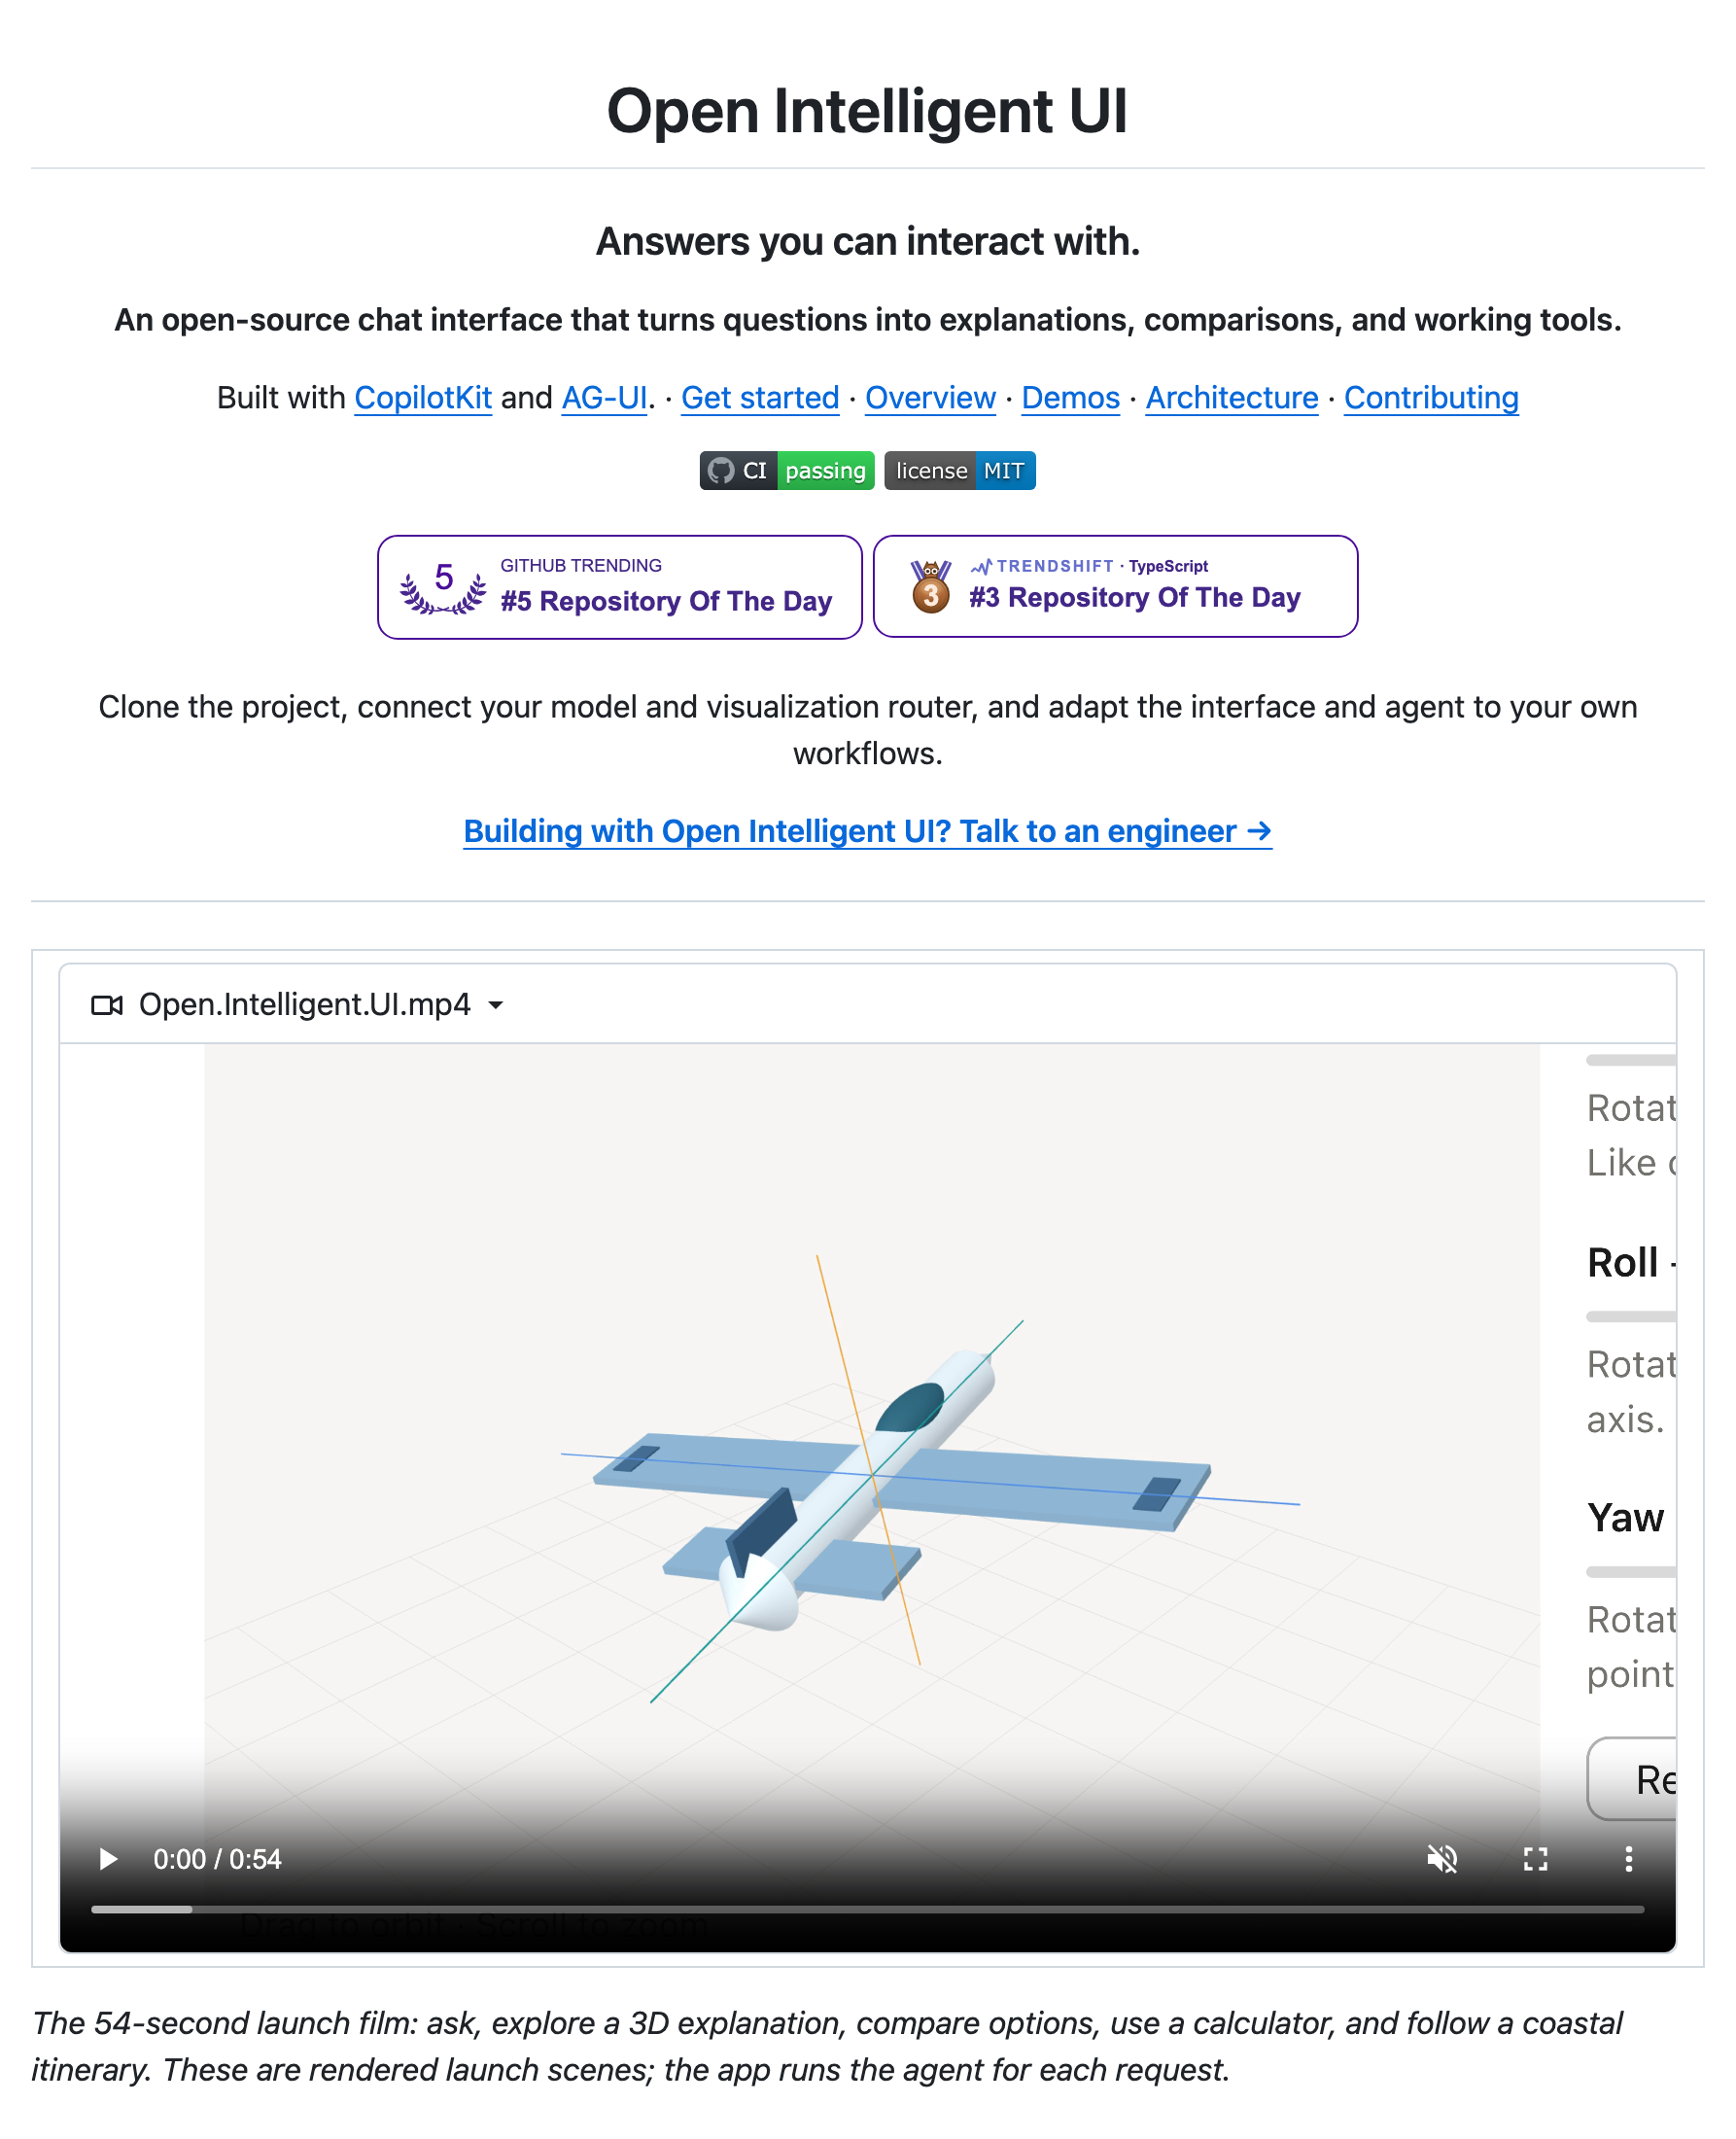 Open Intelligent UI
Answers you can interact with.
An open-source chat interface that turns questions into explanations, comparisons, and working tools.
Built with CopilotKit and AG-UI. · Get started · Overview · Demos · Architecture · Contributing
CI passing license MIT
5 GITHUB TRENDING
#5 Repository Of The Day
3 TRENDSHIFT · TypeScript
#3 Repository Of The Day
Clone the project, connect your model and visualization router, and adapt the interface and agent to your own
workflows.
Building with Open Intelligent UI? Talk to an engineer →
Open.Intelligent.UI.mp4
Rotat
Like
Roll
Rotat
axis.
Yaw
Rotat
point
Re
0:00 / 0:54
Drag to orbit · Scroll to zoom
The 54-second launch film: ask, explore a 3D explanation, compare options, use a calculator, and follow a coastal
itinerary. These are rendered launch scenes; the app runs the agent for each request.